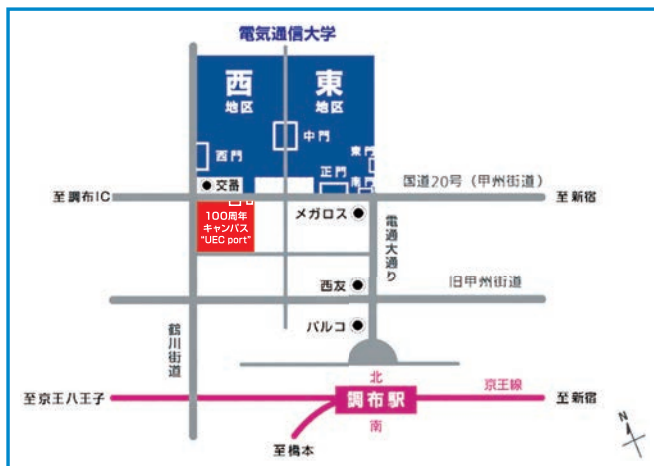 電気通信大学
西
地区
東
地区
中門
西門
東門
正門
南門
交番
国道20号（甲州街道）
至調布IC
至新宿
100周年
キャンパス
“UEC port”
メガロス
電通大通り
西友
旧甲州街道
パルコ
鶴川街道
北
京王線
至京王八王子
調布駅
至新宿
南
至橋本
N